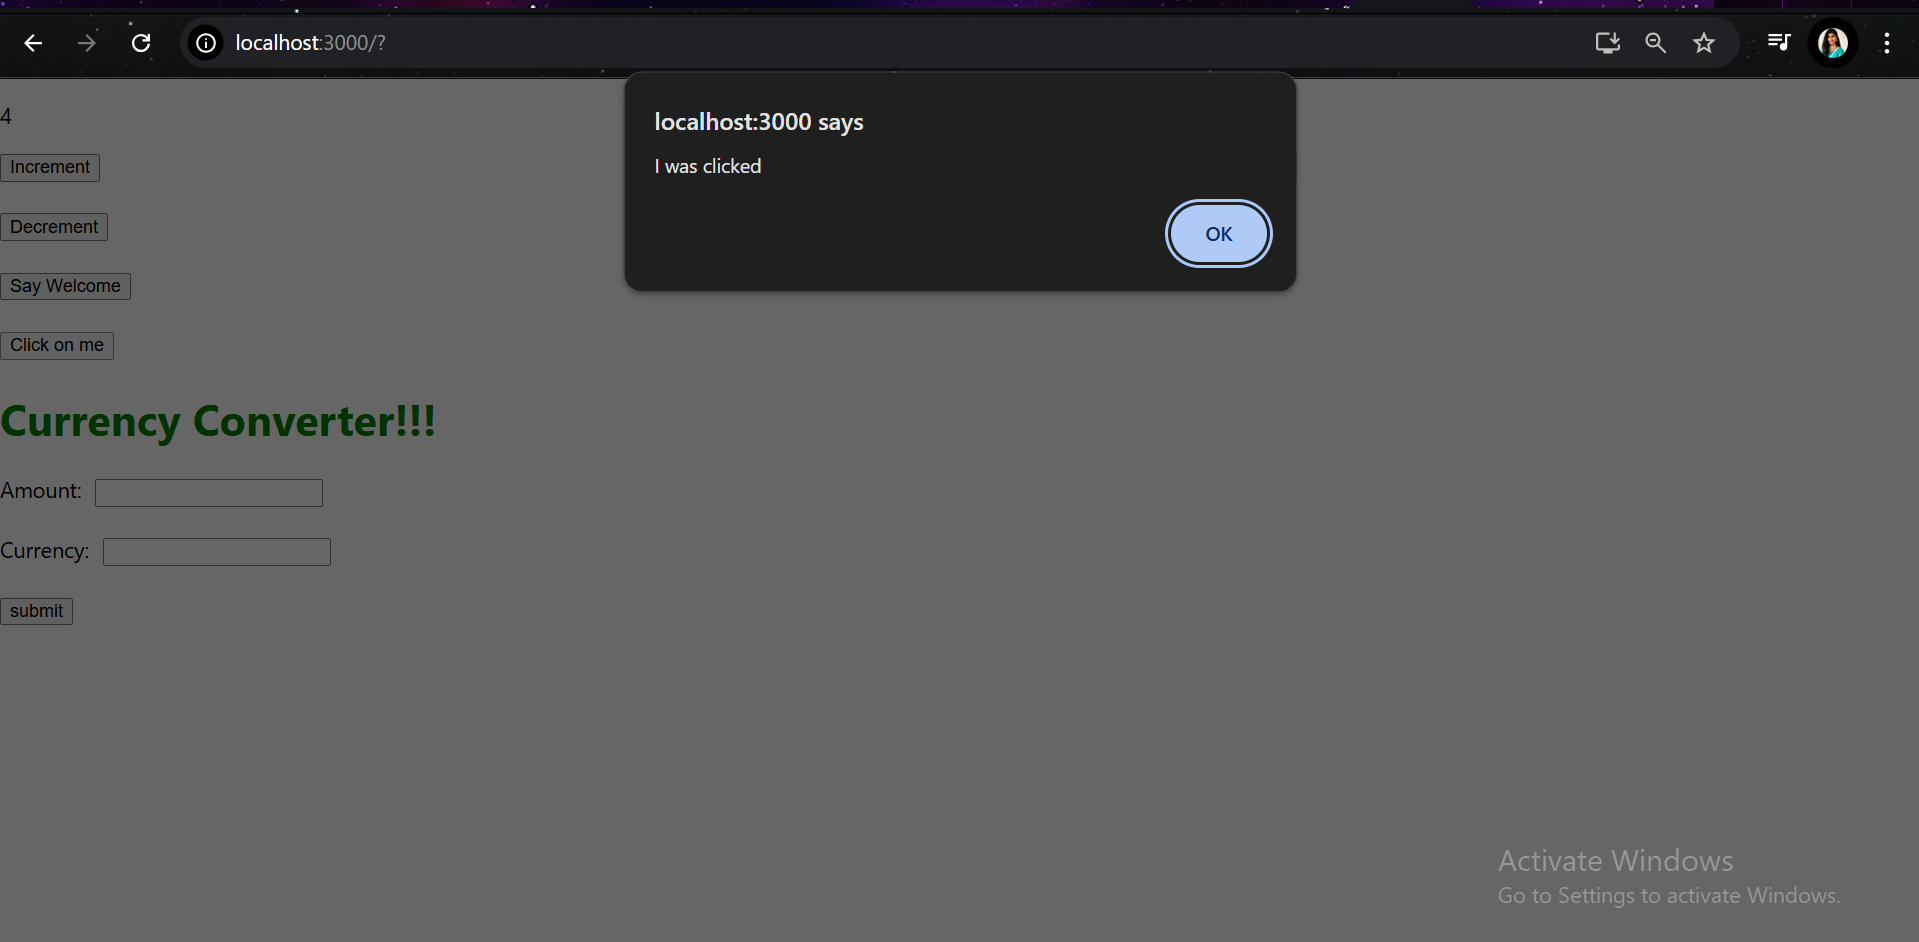 localhost:3000/?
localhost:3000 says
I was clicked
OK
4
Increment
Decrement
Say Welcome
Click on me
Currency Converter!!!
Amount:
Currency:
submit
Activate Windows
Go to Settings to activate Windows.